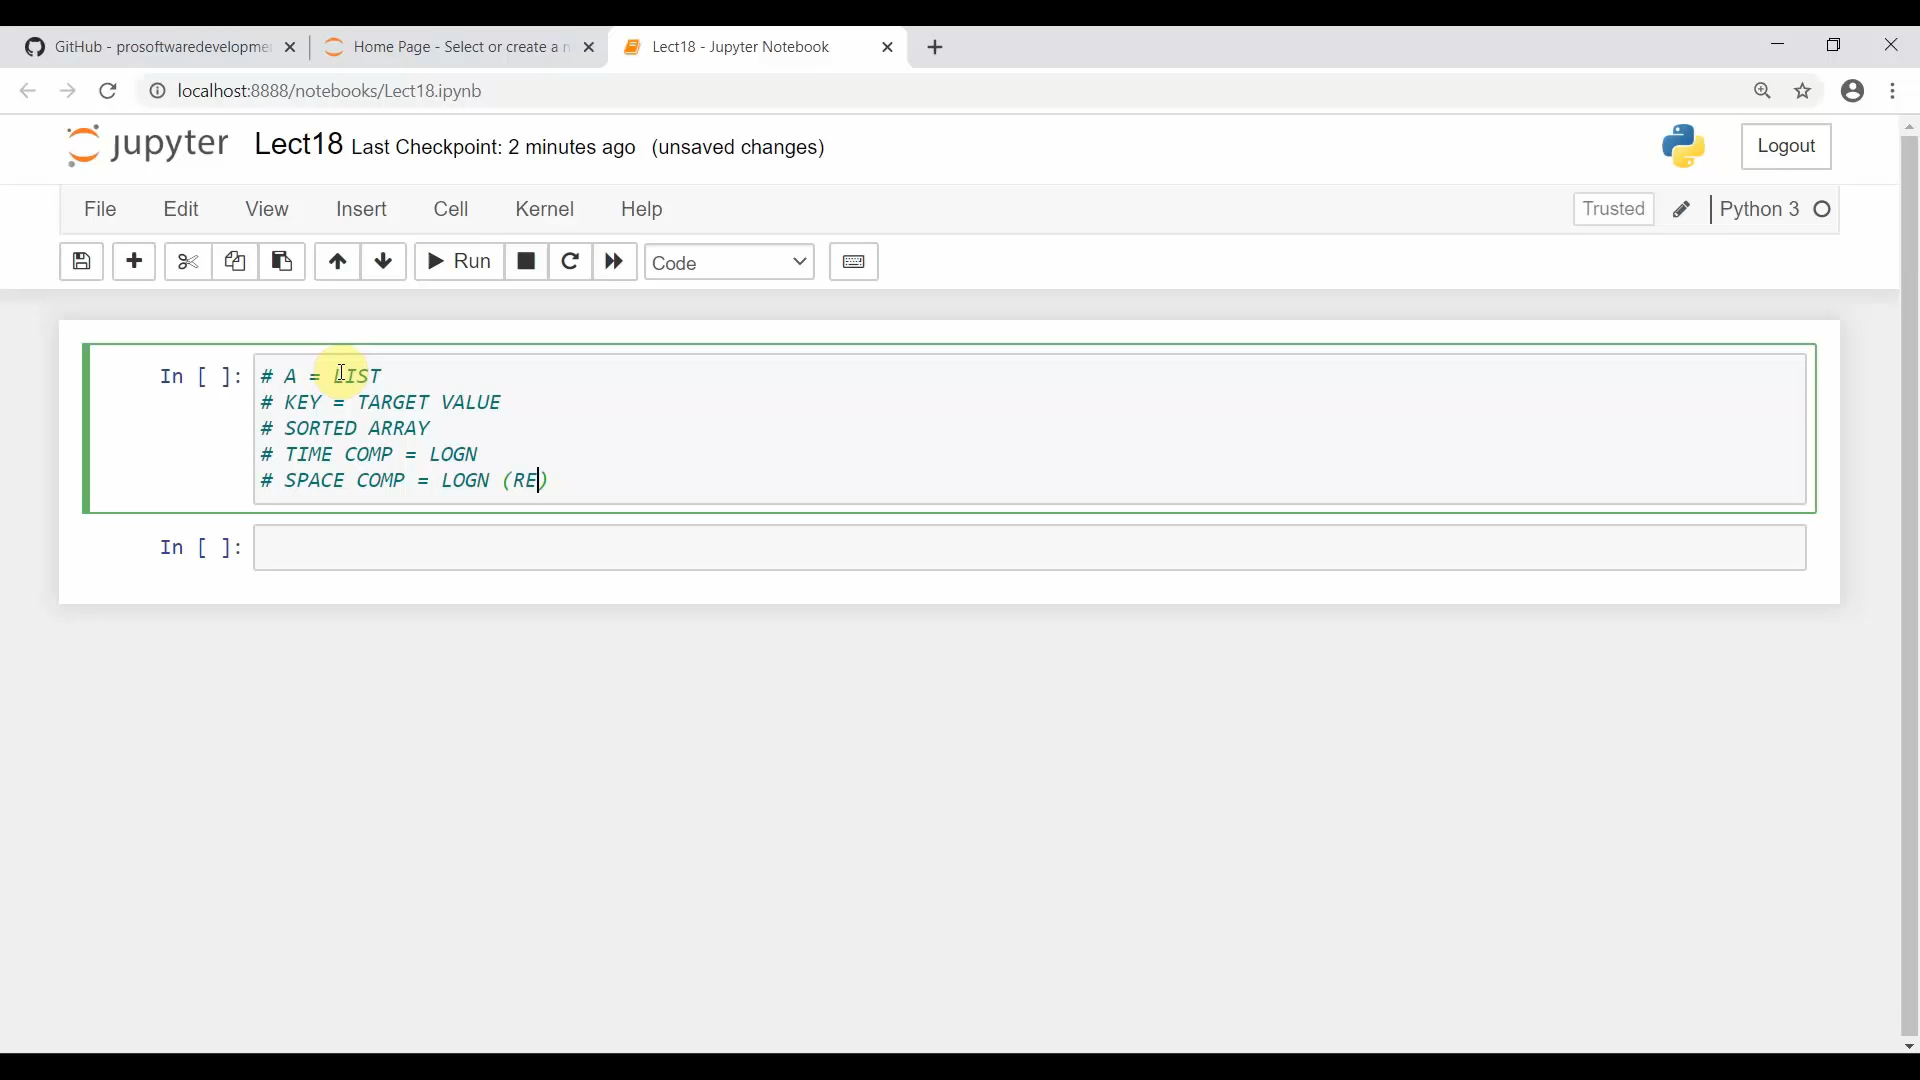 GitHub - prosoftwaredevelopme
Home Page - Select or create a n
Lect18 - Jupyter Notebook
localhost:8888/notebooks/Lect18.ipynb
jupyter Lect18 Last Checkpoint: 2 minutes ago (unsaved changes)
Logout
File Edit View Insert Cell Kernel Help
Trusted Python 3
Run Code
In [ ]: # A = LIST
# KEY = TARGET VALUE
# SORTED ARRAY
# TIME COMP = LOGN
# SPACE COMP = LOGN (RE)
In [ ]: